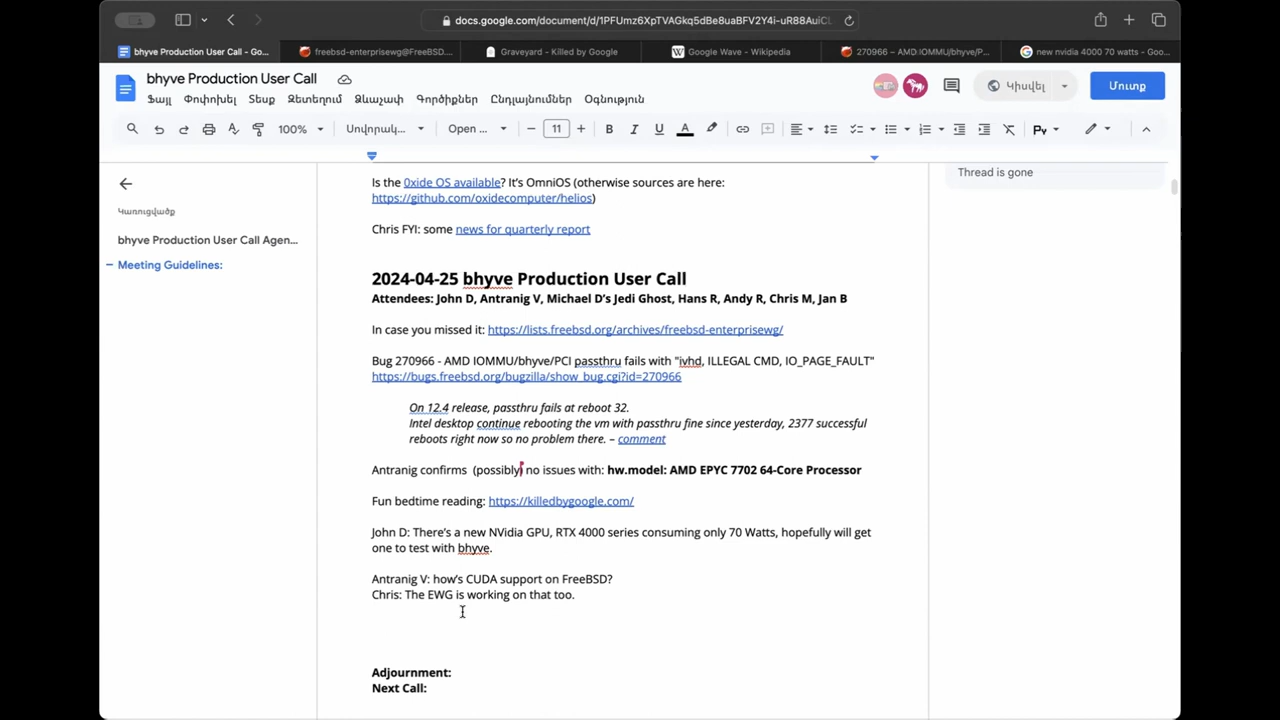 docs.google.com/document/d/1PFUmz6XpTVAGkq5dBe8uaBFV2Y4i-uR88AuiCL
bhyve Production User Call - Go...
freebsd-enterprisewg@FreeBSD....
Graveyard - Killed by Google
Google Wave - Wikipedia
270966 – AMD IOMMU/bhyve/P...
new nvidia 4000 70 watts - Goo...
bhyve Production User Call
Ֆայլ Փոփոխել Տեսք Զետեղում Ձևաչափ Գործիքներ Ընդլայնումներ Օգնություն
Կիսվել
Մուտք
100%
Սովորակ...
Open ...
11
Thread is gone
Կառուցվածք
bhyve Production User Call Agen...
Meeting Guidelines:
Is the 0xide OS available? It's OmniOS (otherwise sources are here:
https://github.com/oxidecomputer/helios)
Chris FYI: some news for quarterly report
2024-04-25 bhyve Production User Call
Attendees: John D, Antranig V, Michael D's Jedi Ghost, Hans R, Andy R, Chris M, Jan B
In case you missed it: https://lists.freebsd.org/archives/freebsd-enterprisewg/
Bug 270966 - AMD IOMMU/bhyve/PCI passthru fails with "ivhd, ILLEGAL CMD, IO_PAGE_FAULT"
https://bugs.freebsd.org/bugzilla/show_bug.cgi?id=270966
On 12.4 release, passthru fails at reboot 32.
Intel desktop continue rebooting the vm with passthru fine since yesterday, 2377 successful
reboots right now so no problem there. – comment
Antranig confirms (possibly) no issues with: hw.model: AMD EPYC 7702 64-Core Processor
Fun bedtime reading: https://killedbygoogle.com/
John D: There's a new NVidia GPU, RTX 4000 series consuming only 70 Watts, hopefully will get
one to test with bhyve.
Antranig V: how's CUDA support on FreeBSD?
Chris: The EWG is working on that too.
Adjournment:
Next Call: